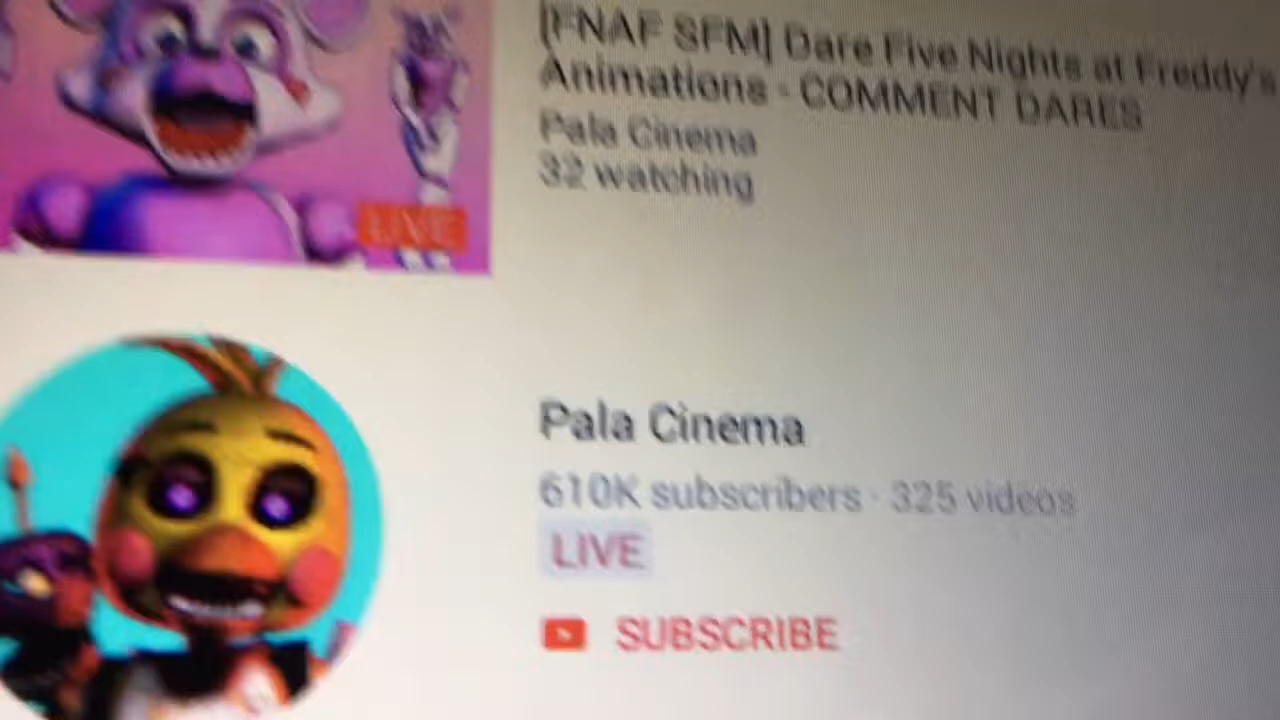 [FNAF SFM] Dare Five Nights at Freddy's
Animations - COMMENT DARES
Pala Cinema
32 watching
LIVE
Pala Cinema
610K subscribers · 325 videos
LIVE
SUBSCRIBE